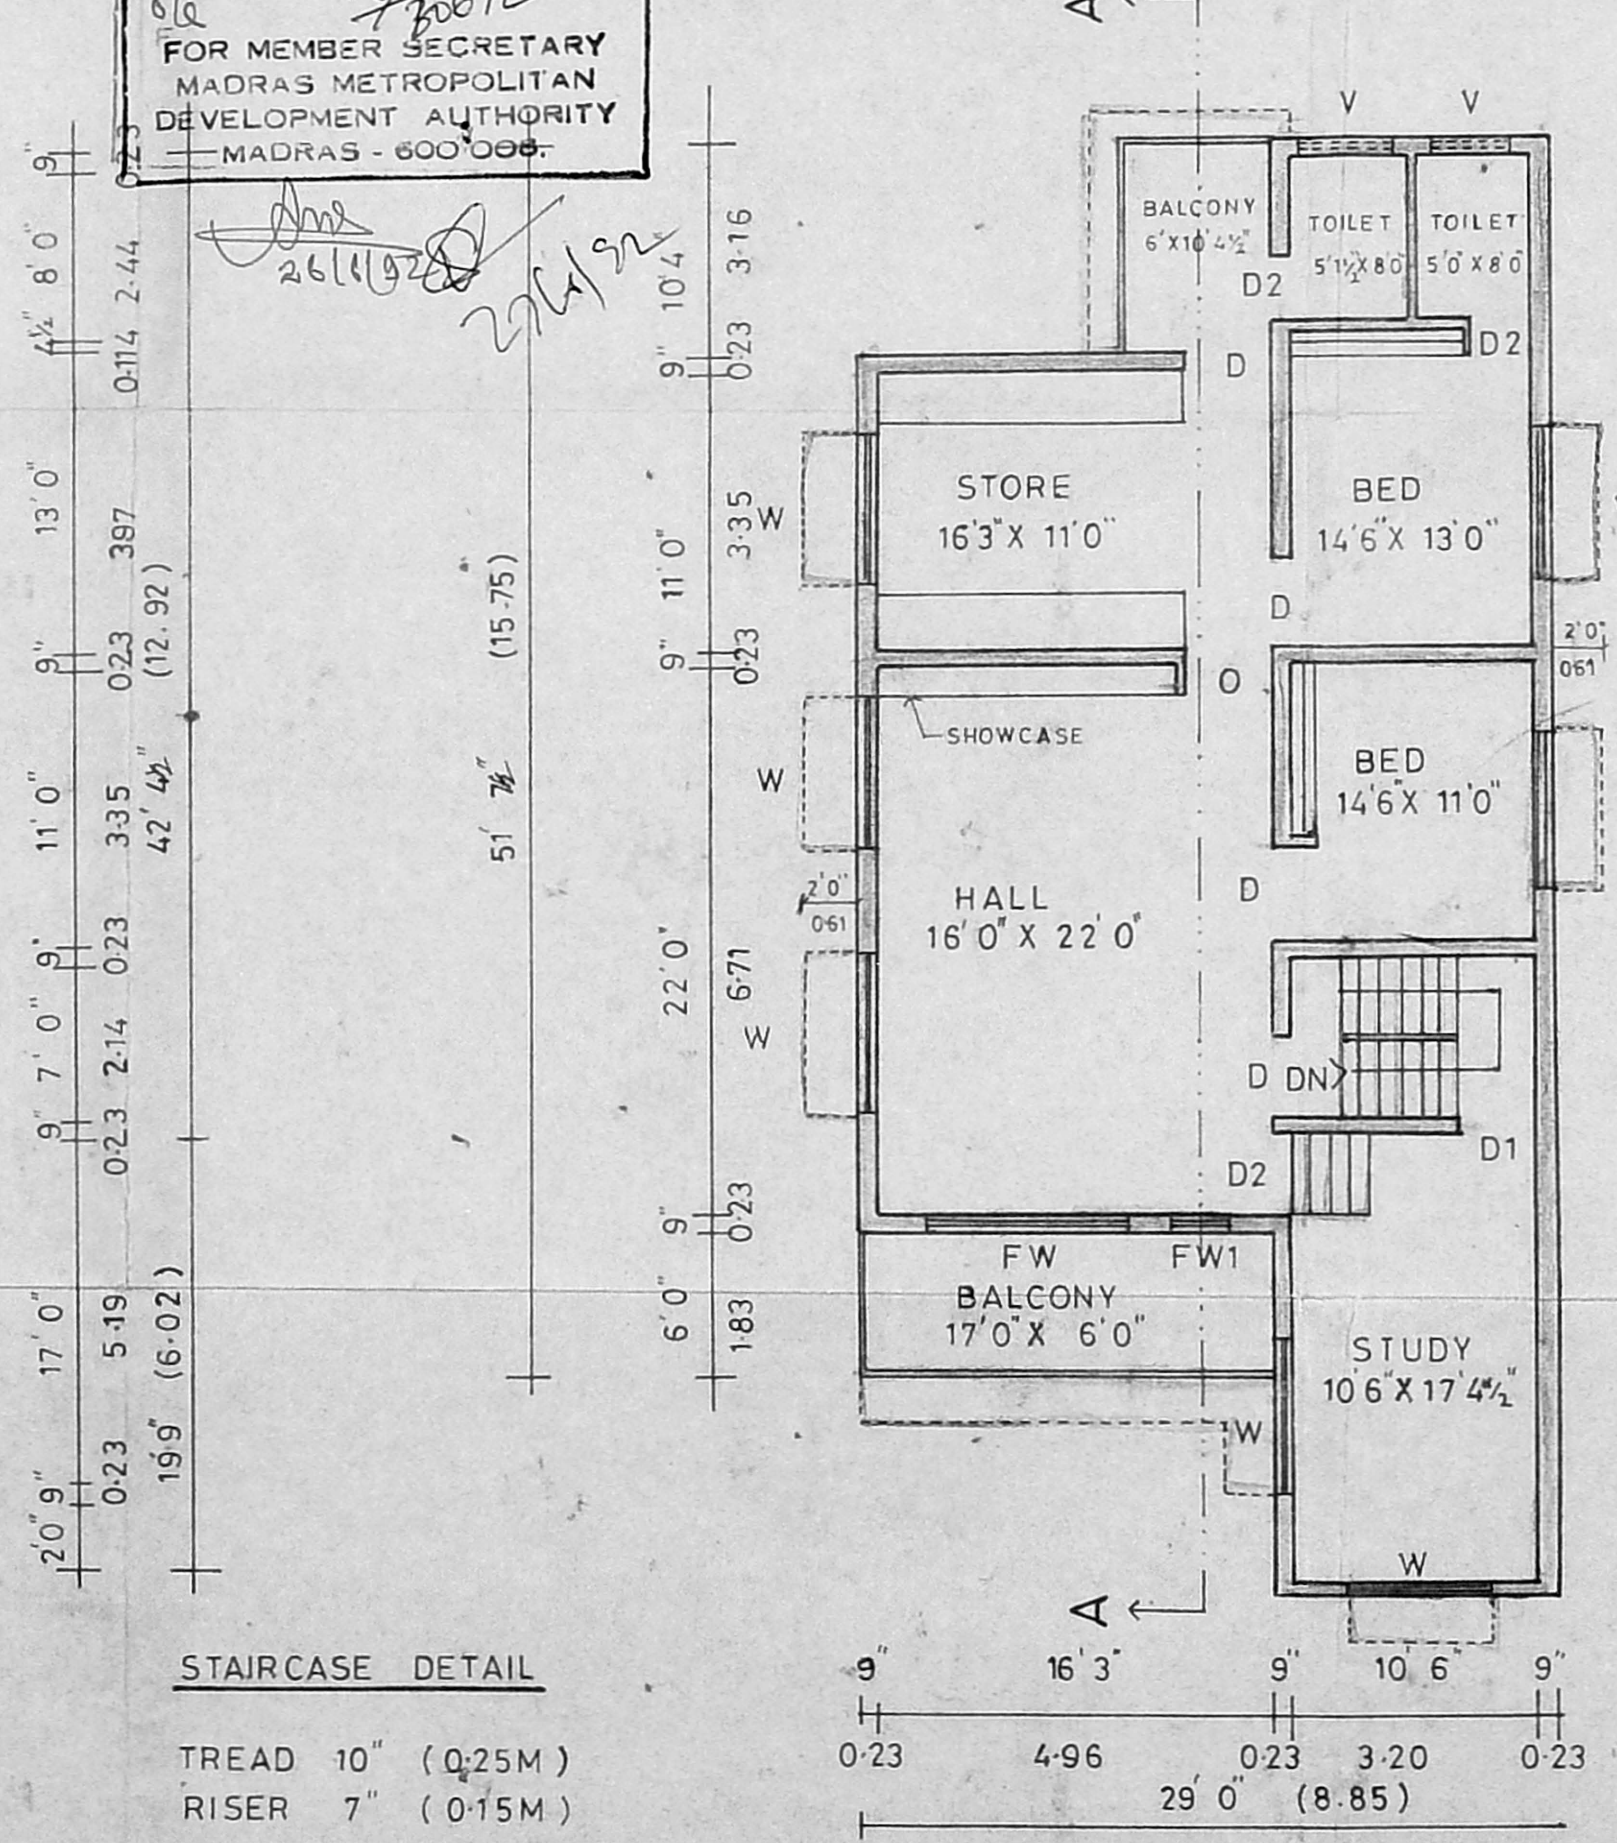 FOR MEMBER SECRETARY
MADRAS METROPOLITAN
DEVELOPMENT AUTHORITY
MADRAS - 600 008.
26/6/92
9" 0.23
8' 0" 2.44
4½" 0.114
13' 0" 397
9" 0.23
11' 0" 3.35
9" 0.23
7' 0" 2.14
9" 0.23
17' 0" 5.19
9" 0.23
2' 0"
42' 4½" (12.92)
19'9" (6.02)
51' 7½" (15.75)
10' 4" 3.16
9" 0.23
11' 0" 3.35
9" 0.23
22' 0" 6.71
9" 0.23
6' 0" 1.83
A
V V
BALCONY
6'X10' 4½"
TOILET
5'1½"X 8'0"
TOILET
5'0" X 8'0"
D2
D
D2
STORE
16'3" X 11'0"
W
BED
14'6" X 13'0"
D
O
2'0"
0.61
SHOWCASE
W
BED
14'6" X 11'0"
2'0"
0.61
HALL
16' 0" X 22' 0"
D
W
D DN
D2
D1
FW FW1
BALCONY
17'0" X 6'0"
STUDY
10'6" X 17'4½"
W
W
A
9" 16' 3" 9" 10' 6" 9"
0.23 4.96 0.23 3.20 0.23
29' 0" (8.85)
STAIRCASE DETAIL
TREAD 10" (0.25M)
RISER 7" (0.15M)